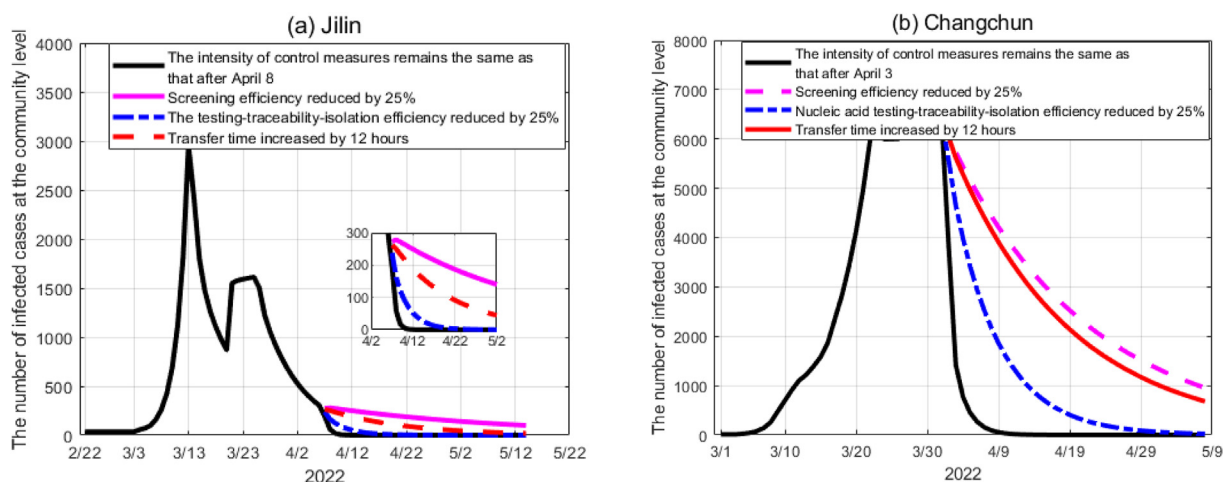 (a) Jilin
The number of infected cases at the community level
4000
3500
3000
2500
2000
1500
1000
500
0
The intensity of control measures remains the same as
that after April 8
Screening efficiency reduced by 25%
The testing-traceability-isolation efficiency reduced by 25%
Transfer time increased by 12 hours
300
200
100
0
4/2 4/12 4/22 5/2
2/22 3/3 3/13 3/23 4/2 4/12 4/22 5/2 5/12 5/22
2022
(b) Changchun
The number of infected cases at the community level
8000
7000
6000
5000
4000
3000
2000
1000
0
The intensity of control measures remains the same as
that after April 3
Screening efficiency reduced by 25%
Nucleic acid testing-traceability-isolation efficiency reduced by 25%
Transfer time increased by 12 hours
3/1 3/10 3/20 3/30 4/9 4/19 4/29 5/9
2022